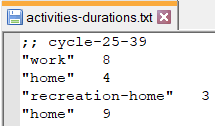 activities-durations.txt
;; cycle-25-39
"work" 8
"home" 4
"recreation-home" 3
"home" 9